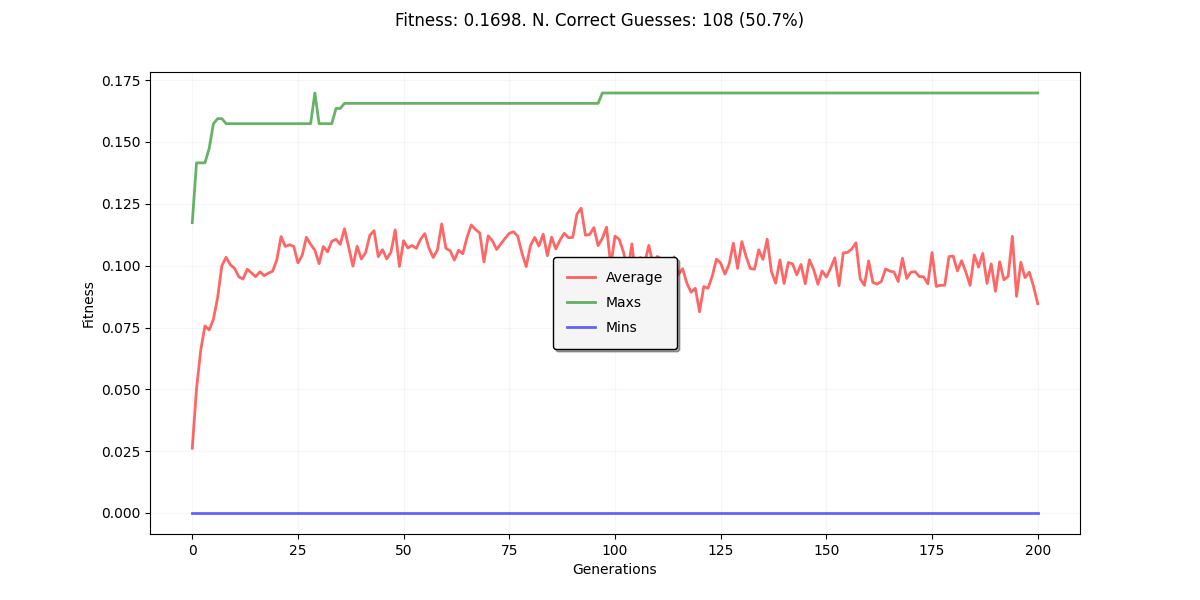 Fitness: 0.1698. N. Correct Guesses: 108 (50.7%)
0.175
0.150
0.125
0.100
0.075
0.050
0.025
0.000
Fitness
Average
Maxs
Mins
0 25 50 75 100 125 150 175 200
Generations